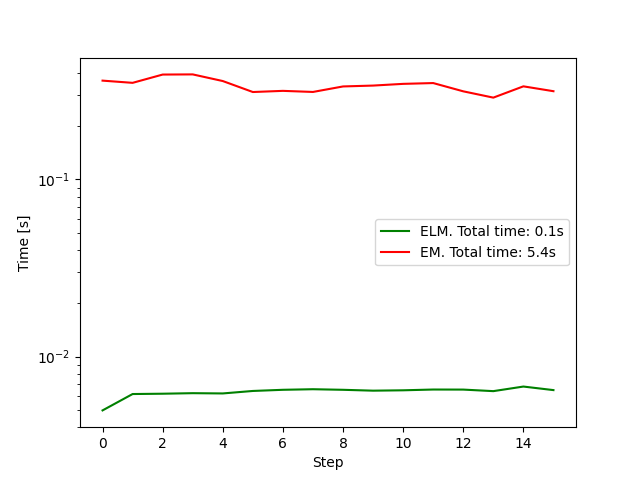 10⁻¹
10⁻²
Time [s]
ELM. Total time: 0.1s
EM. Total time: 5.4s
0 2 4 6 8 10 12 14
Step